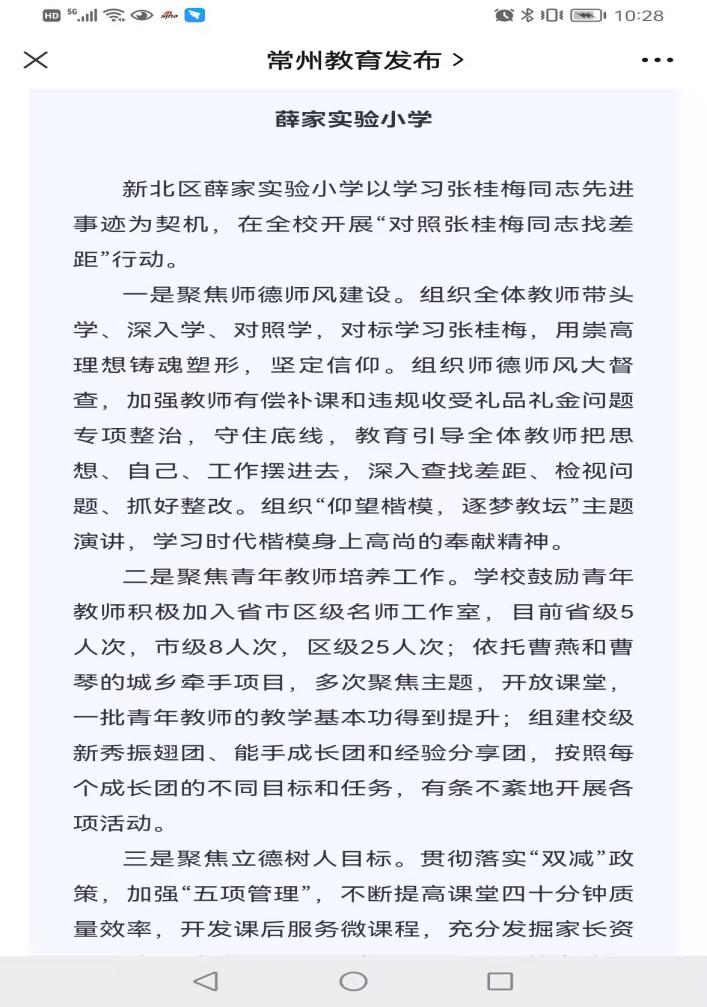 HD 5G 10:28
常州教育发布 >
薛家实验小学
新北区薛家实验小学以学习张桂梅同志先进
事迹为契机，在全校开展“对照张桂梅同志找差
距”行动。
一是聚焦师德师风建设。组织全体教师带头
学、深入学、对照学，对标学习张桂梅，用崇高
理想铸魂塑形，坚定信仰。组织师德师风大督
查，加强教师有偿补课和违规收受礼品礼金问题
专项整治，守住底线，教育引导全体教师把思
想、自己、工作摆进去，深入查找差距、检视问
题、抓好整改。组织“仰望楷模，逐梦教坛”主题
演讲，学习时代楷模身上高尚的奉献精神。
二是聚焦青年教师培养工作。学校鼓励青年
教师积极加入省市区级名师工作室，目前省级5
人次，市级8人次，区级25人次；依托曹燕和曹
琴的城乡牵手项目，多次聚焦主题，开放课堂，
一批青年教师的教学基本功得到提升；组建校级
新秀振翅团、能手成长团和经验分享团，按照每
个成长团的不同目标和任务，有条不紊地开展各
项活动。
三是聚焦立德树人目标。贯彻落实“双减”政
策，加强“五项管理”，不断提高课堂四十分钟质
量效率，开发课后服务微课程，充分发掘家长资